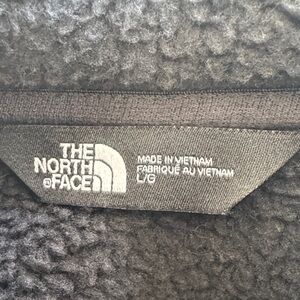 THE
NORTH
FACE
MADE IN VIETNAM
FABRIQUÉ AU VIETNAM
L/G